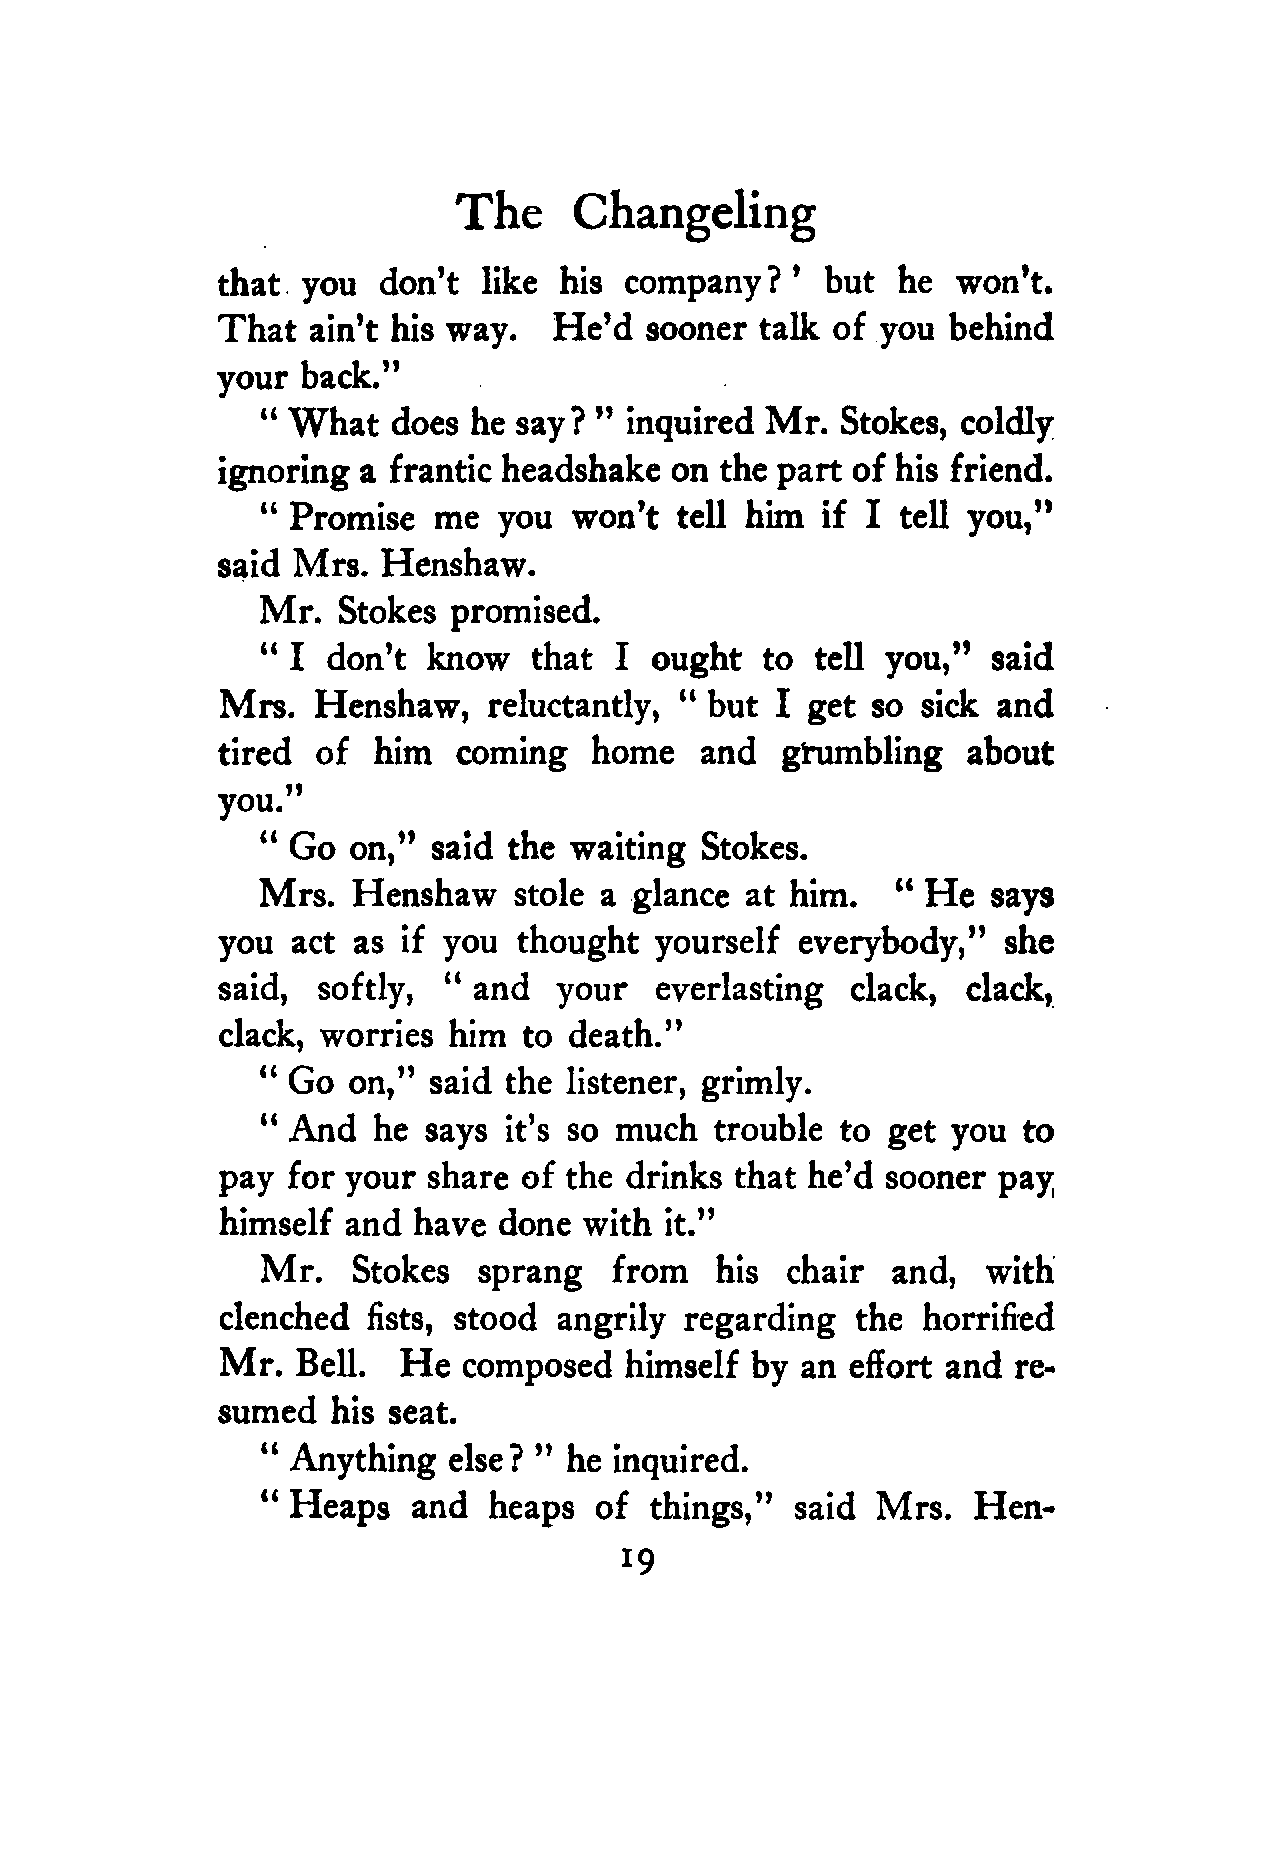 The Changeling
that you don't like his company?' but he won't.
That ain't his way. He'd sooner talk of you behind
your back."
"What does he say?" inquired Mr. Stokes, coldly
ignoring a frantic headshake on the part of his friend.
"Promise me you won't tell him if I tell you,"
said Mrs. Henshaw.
Mr. Stokes promised.
"I don't know that I ought to tell you," said
Mrs. Henshaw, reluctantly, "but I get so sick and
tired of him coming home and grumbling about
you."
"Go on," said the waiting Stokes.
Mrs. Henshaw stole a glance at him. "He says
you act as if you thought yourself everybody," she
said, softly, "and your everlasting clack, clack,
clack, worries him to death."
"Go on," said the listener, grimly.
"And he says it's so much trouble to get you to
pay for your share of the drinks that he'd sooner pay
himself and have done with it."
Mr. Stokes sprang from his chair and, with
clenched fists, stood angrily regarding the horrified
Mr. Bell. He composed himself by an effort and re-
sumed his seat.
"Anything else?" he inquired.
"Heaps and heaps of things," said Mrs. Hen-
19